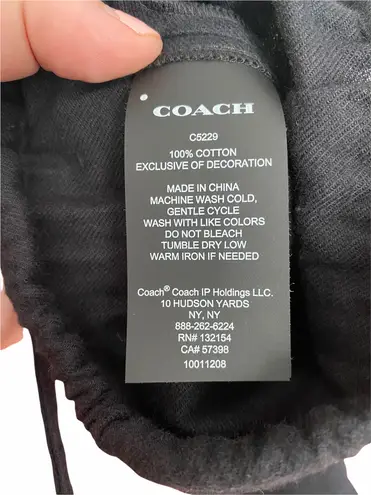 COACH
C5229
100% COTTON
EXCLUSIVE OF DECORATION
MADE IN CHINA
MACHINE WASH COLD,
GENTLE CYCLE
WASH WITH LIKE COLORS
DO NOT BLEACH
TUMBLE DRY LOW
WARM IRON IF NEEDED
Coach® Coach IP Holdings LLC.
10 HUDSON YARDS
NY, NY
888-262-6224
RN# 132154
CA# 57398
10011208